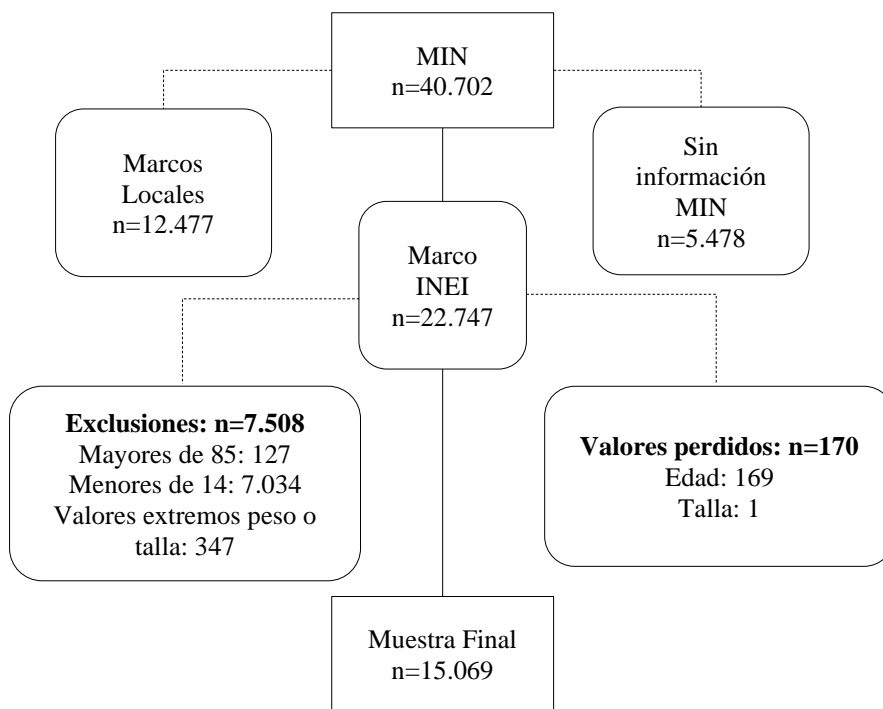 MIN
n=40.702
Marcos
Locales
n=12.477
Sin
información
MIN
n=5.478
Marco
INEI
n=22.747
Exclusiones: n=7.508
Mayores de 85: 127
Menores de 14: 7.034
Valores extremos peso o
talla: 347
Valores perdidos: n=170
Edad: 169
Talla: 1
Muestra Final
n=15.069